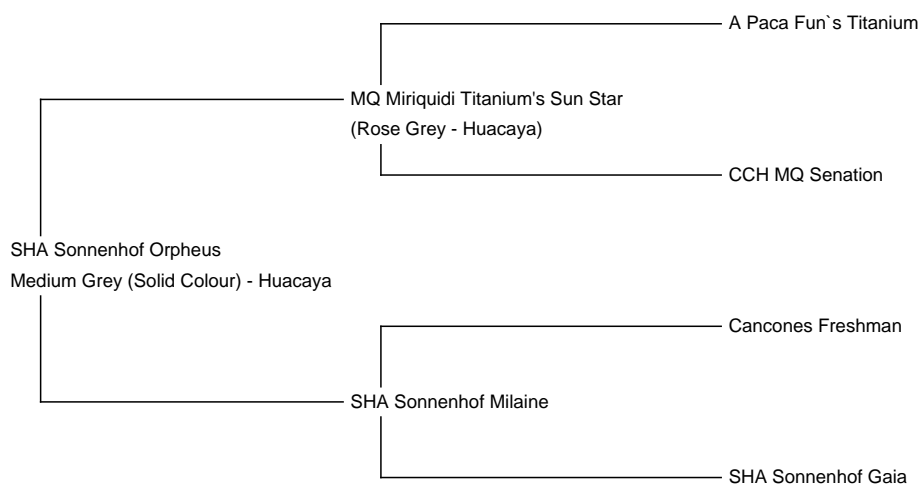 A Paca Fun`s Titanium
MQ Miriquidi Titanium's Sun Star
(Rose Grey - Huacaya)
CCH MQ Senation
SHA Sonnenhof Orpheus
Medium Grey (Solid Colour) - Huacaya
Cancones Freshman
SHA Sonnenhof Milaine
SHA Sonnenhof Gaia